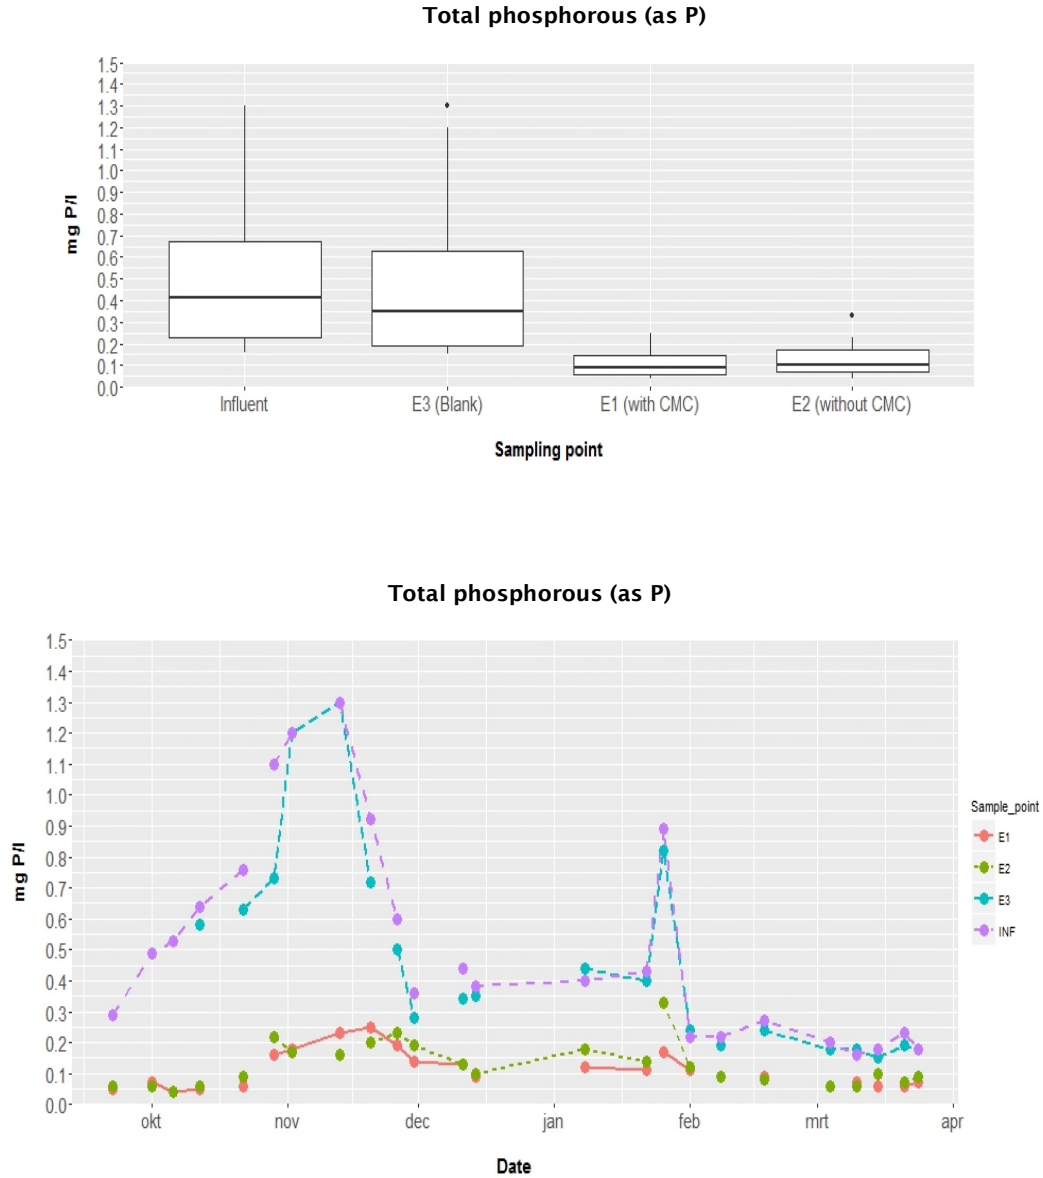 Total phosphorous (as P)
1.5
1.4
1.3
1.2
1.1
1.0
0.9
0.8
0.7
0.6
0.5
0.4
0.3
0.2
0.1
0.0
mg P/l
Influent E3 (Blank) E1 (with CMC) E2 (without CMC)
Sampling point
Total phosphorous (as P)
1.5
1.4
1.3
1.2
1.1
1.0
0.9
0.8
0.7
0.6
0.5
0.4
0.3
0.2
0.1
0.0
mg P/l
okt nov dec jan feb mrt apr
Date
Sample_point
E1
E2
E3
INF